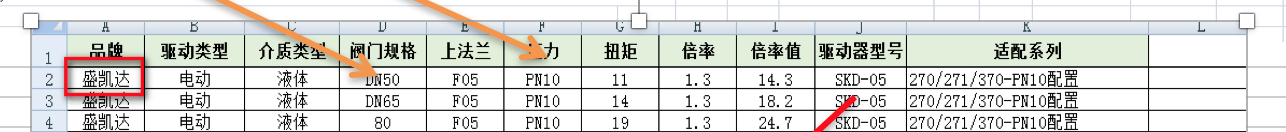 A B C D E F G H I J K L
1 品牌 驱动类型 介质类型 阀门规格 上法兰 力 扭矩 倍率 倍率值 驱动器型号 适配系列
2 盛凯达 电动 液体 DN50 F05 PN10 11 1.3 14.3 SKD-05 270/271/370-PN10配置
3 盛凯达 电动 液体 DN65 F05 PN10 14 1.3 18.2 SKD-05 270/271/370-PN10配置
4 盛凯达 电动 液体 80 F05 PN10 19 1.3 24.7 SKD-05 270/271/370-PN10配置